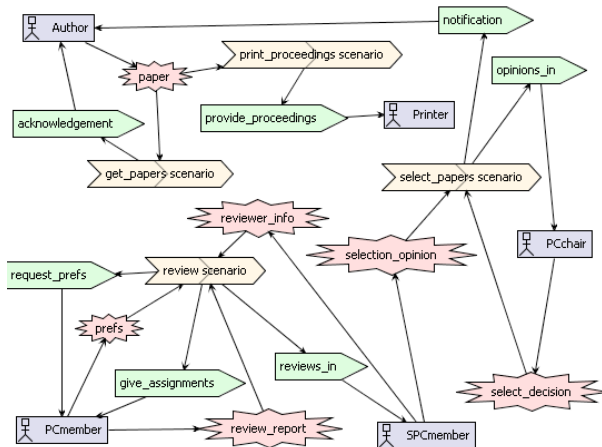 notification
Author
print_proceedings scenario
paper
opinions_in
acknowledgement
provide_proceedings
Printer
get_papers scenario
select_papers scenario
reviewer_info
PCchair
selection_opinion
request_prefs
review scenario
prefs
reviews_in
give_assignments
select_decision
PCmember
review_report
SPCmember